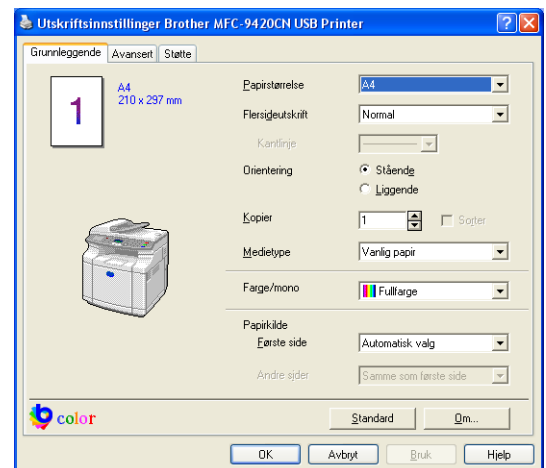 Utskriftsinnstillinger Brother MFC-9420CN USB Printer
Grunnleggende Avansert Støtte
1
A4
210 x 297 mm
Papirstørrelse A4
Flersideutskrift Normal
Kantlinje
Orientering Stående
Liggende
Kopier 1 Sorter
Medietype Vanlig papir
Farge/mono Fullfarge
Papirkilde
Første side Automatisk valg
Andre sider Samme som første side
color Standard Om...
OK Avbryt Bruk Hjelp